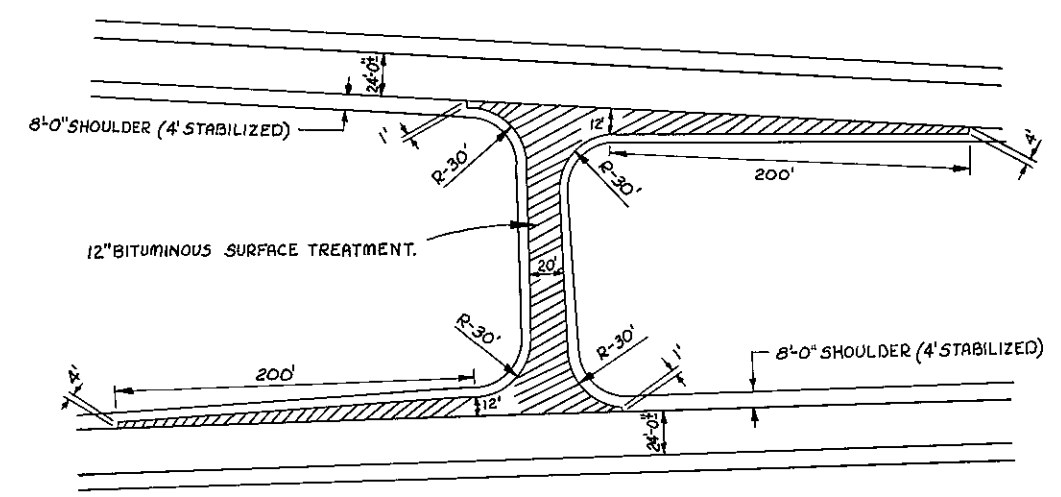 24'-0"±
8'-0" SHOULDER (4' STABILIZED)
1'
12'
4'
R-30'
R-30'
200'
12" BITUMINOUS SURFACE TREATMENT.
20'
R-30'
R-30'
1'
8'-0" SHOULDER (4' STABILIZED)
4'
200'
12'
24'-0"±